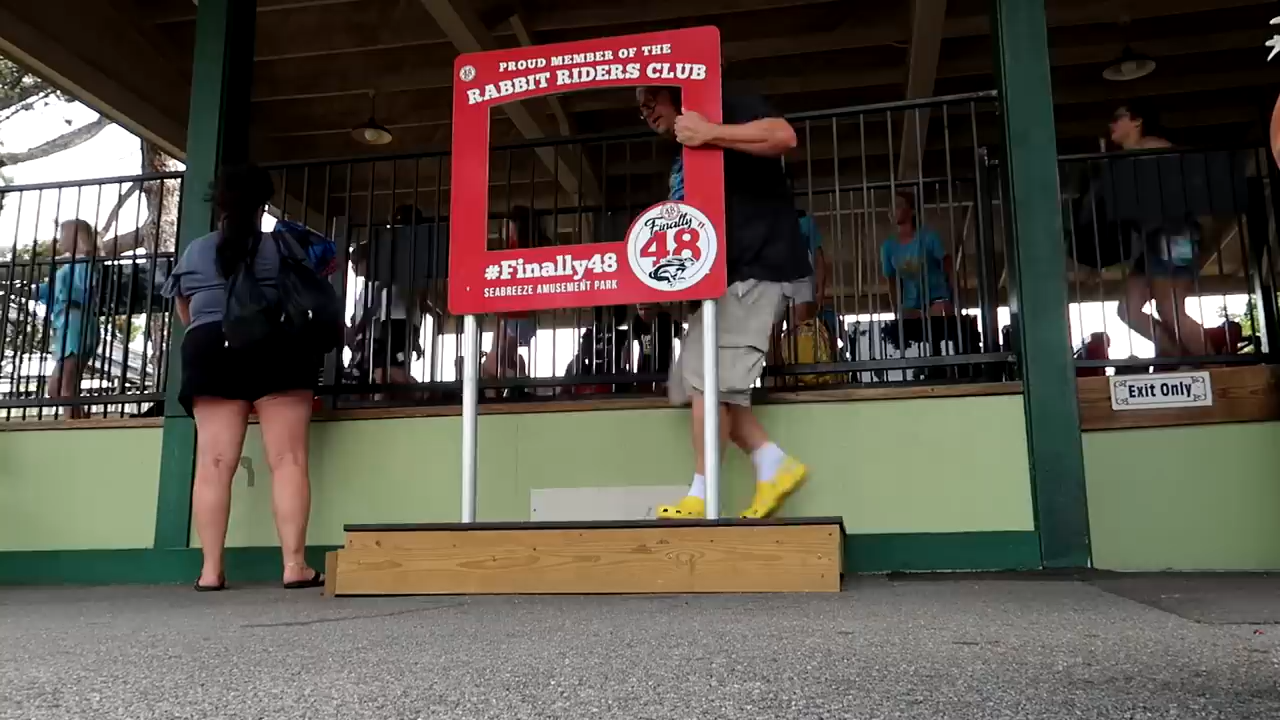 PROUD MEMBER OF THE
RABBIT RIDERS CLUB
Finally
48"
#Finally48
SEABREEZE AMUSEMENT PARK
Exit Only